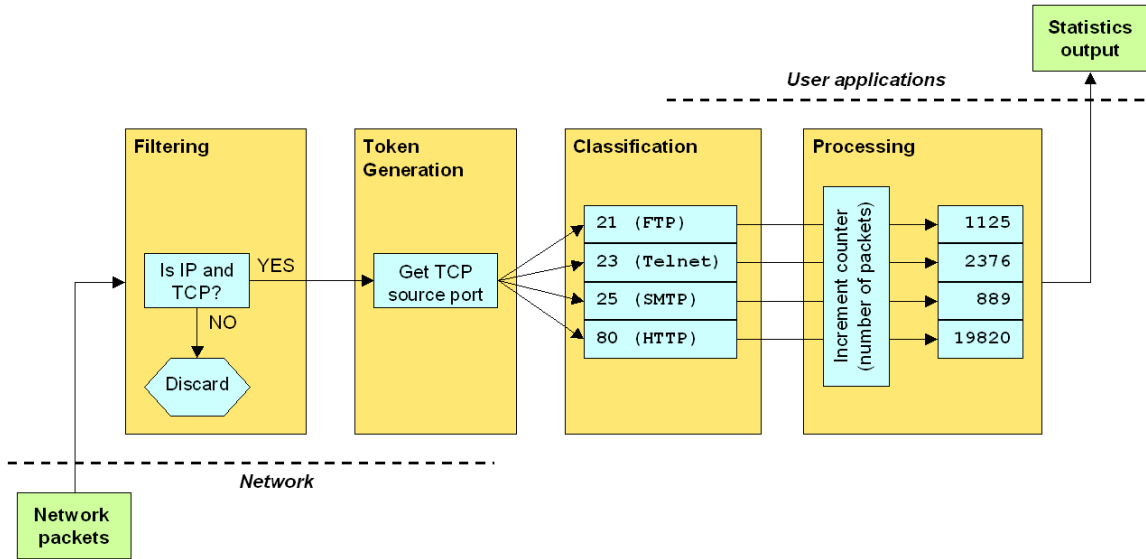 Statistics
output
User applications
Filtering
Token
Generation
Classification
Processing
Is IP and
TCP?
YES
NO
Discard
Get TCP
source port
21 (FTP)
23 (Telnet)
25 (SMTP)
80 (HTTP)
Increment counter
(number of packets)
1125
2376
889
19820
Network
Network
packets